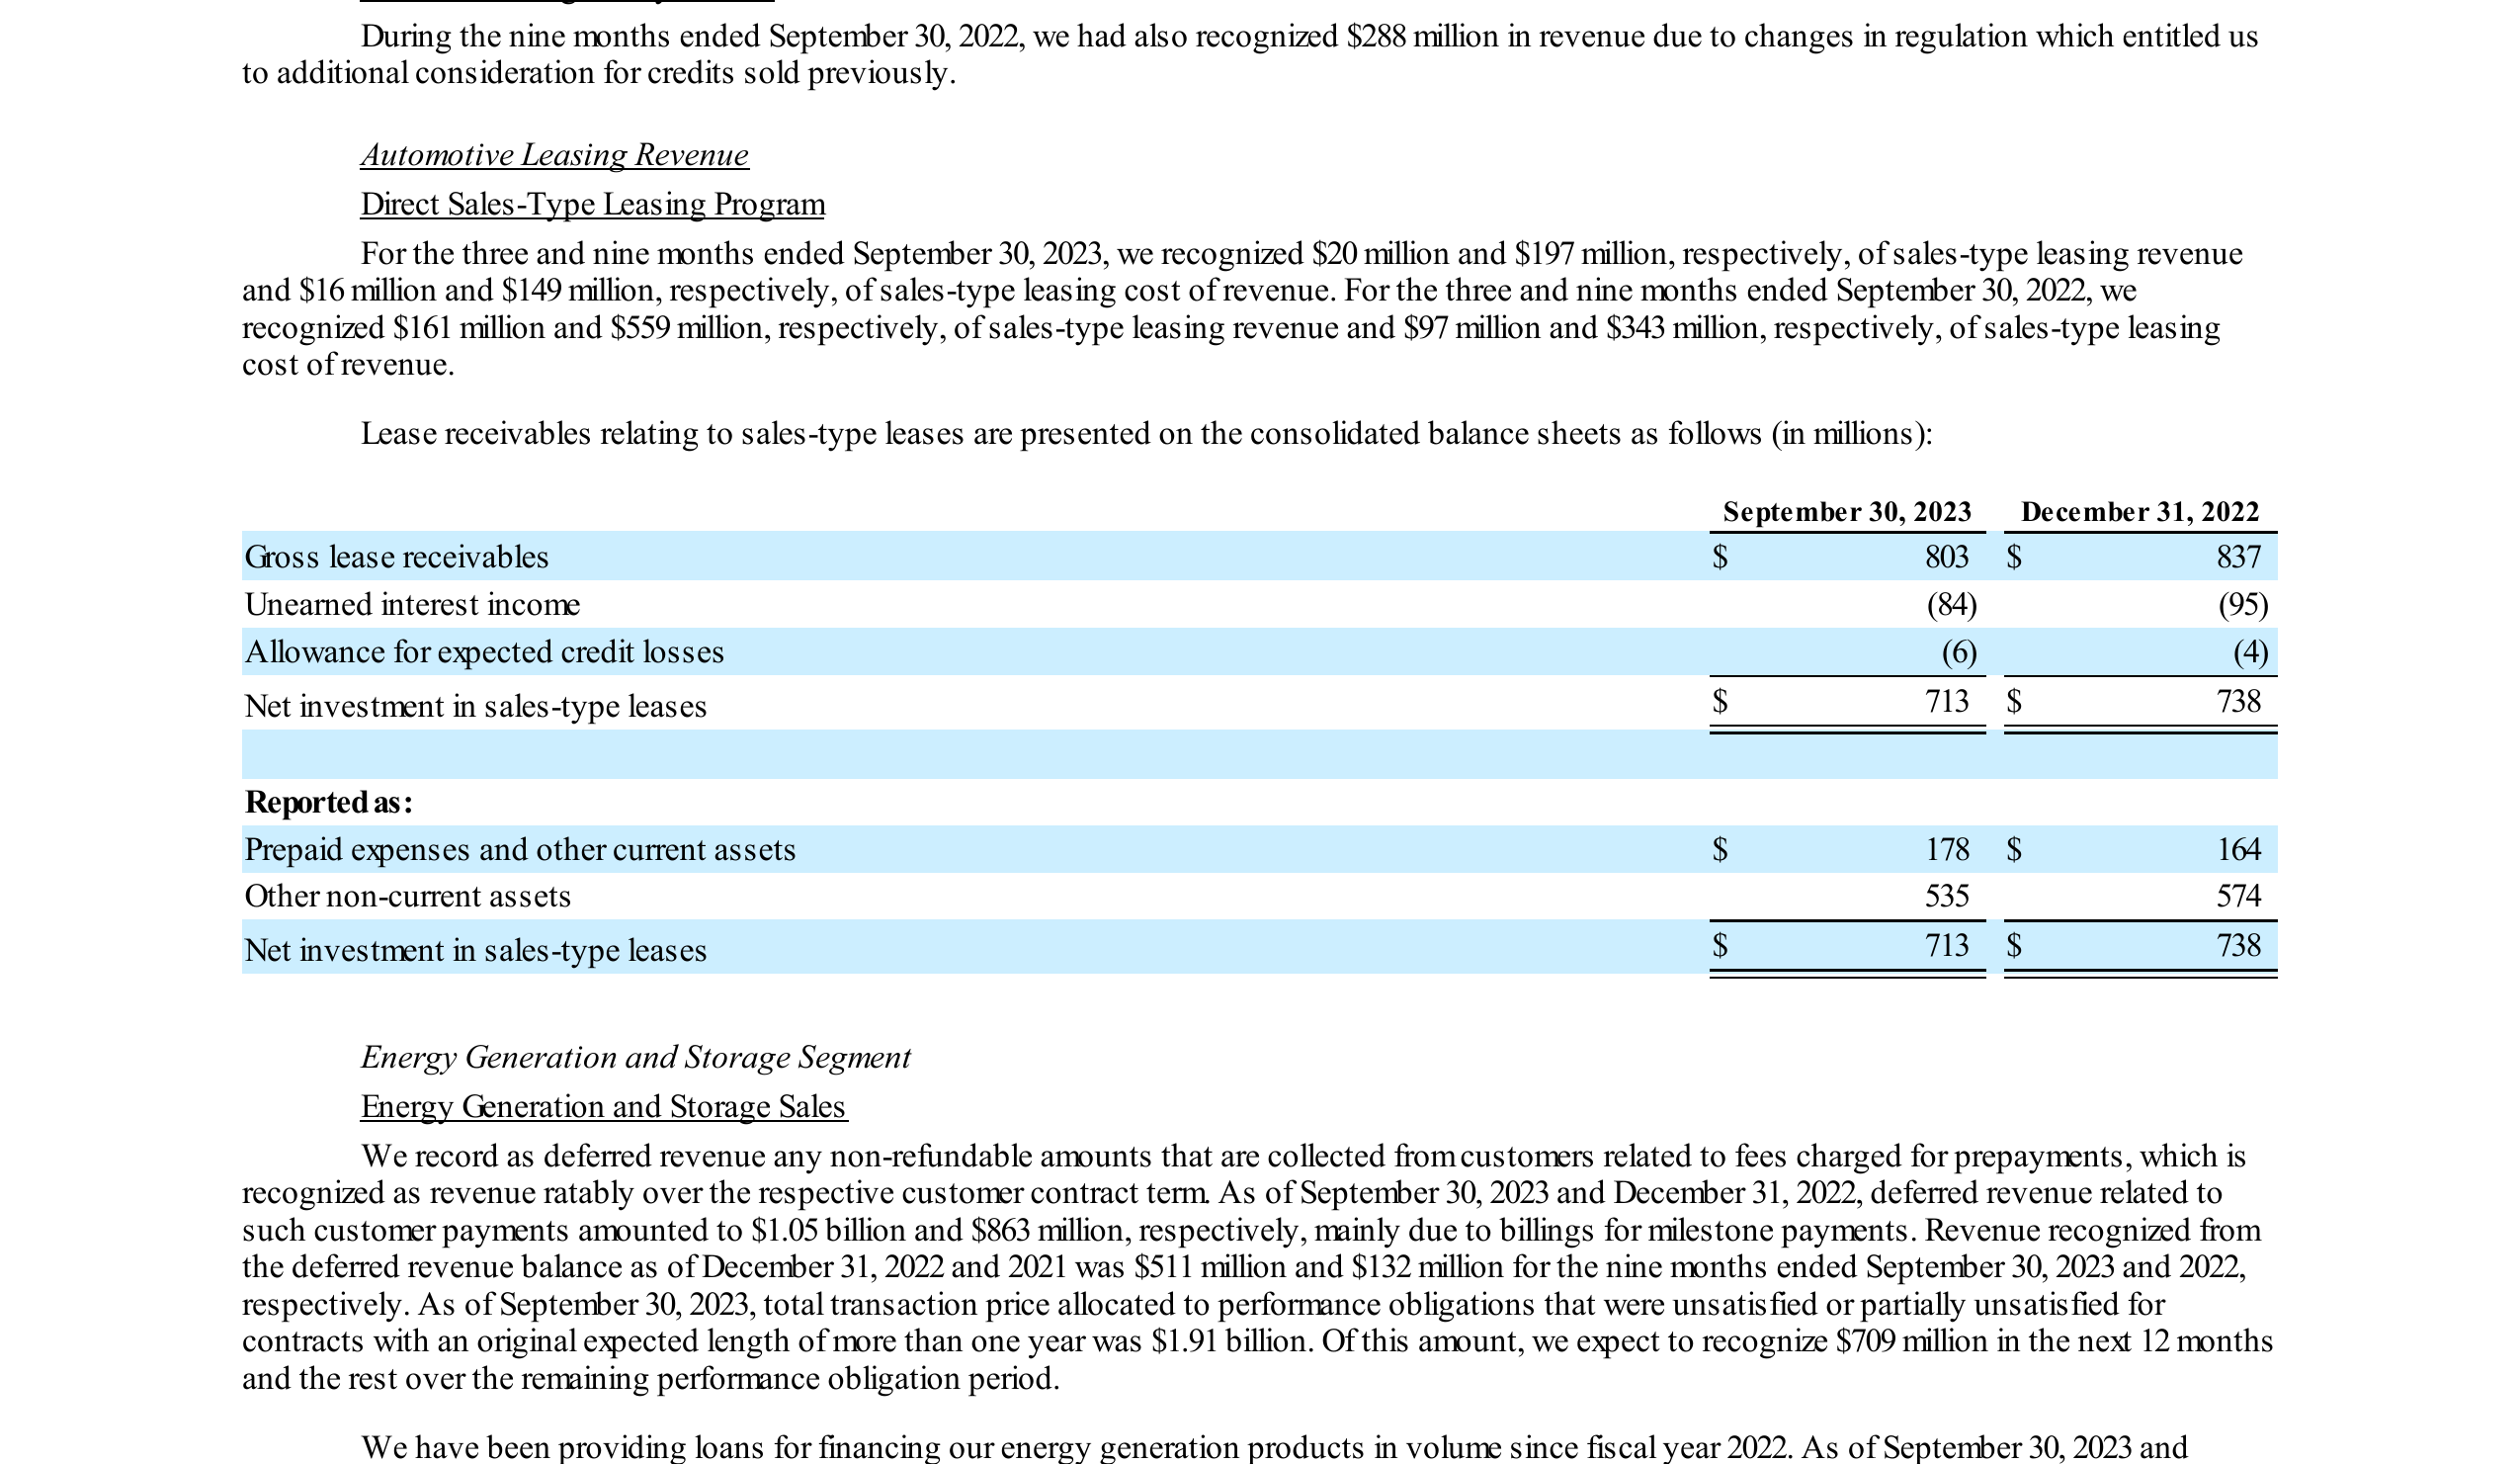 During the nine months ended September 30, 2022, we had also recognized $288 million in revenue due to changes in regulation which entitled us
to additional consideration for credits sold previously.
Automotive Leasing Revenue
Direct Sales-Type Leasing Program
For the three and nine months ended September 30, 2023, we recognized $20 million and $197 million, respectively, of sales-type leasing revenue
and $16 million and $149 million, respectively, of sales-type leasing cost of revenue. For the three and nine months ended September 30, 2022, we
recognized $161 million and $559 million, respectively, of sales-type leasing revenue and $97 million and $343 million, respectively, of sales-type leasing
cost of revenue.
Lease receivables relating to sales-type leases are presented on the consolidated balance sheets as follows (in millions):
September 30, 2023 December 31, 2022
Gross lease receivables $ 803 $ 837
Unearned interest income (84) (95)
Allowance for expected credit losses (6) (4)
Net investment in sales-type leases $ 713 $ 738
Reported as:
Prepaid expenses and other current assets $ 178 $ 164
Other non-current assets 535 574
Net investment in sales-type leases $ 713 $ 738
Energy Generation and Storage Segment
Energy Generation and Storage Sales
We record as deferred revenue any non-refundable amounts that are collected from customers related to fees charged for prepayments, which is
recognized as revenue ratably over the respective customer contract term. As of September 30, 2023 and December 31, 2022, deferred revenue related to
such customer payments amounted to $1.05 billion and $863 million, respectively, mainly due to billings for milestone payments. Revenue recognized from
the deferred revenue balance as of December 31, 2022 and 2021 was $511 million and $132 million for the nine months ended September 30, 2023 and 2022,
respectively. As of September 30, 2023, total transaction price allocated to performance obligations that were unsatisfied or partially unsatisfied for
contracts with an original expected length of more than one year was $1.91 billion. Of this amount, we expect to recognize $709 million in the next 12 months
and the rest over the remaining performance obligation period.
We have been providing loans for financing our energy generation products in volume since fiscal year 2022. As of September 30, 2023 and